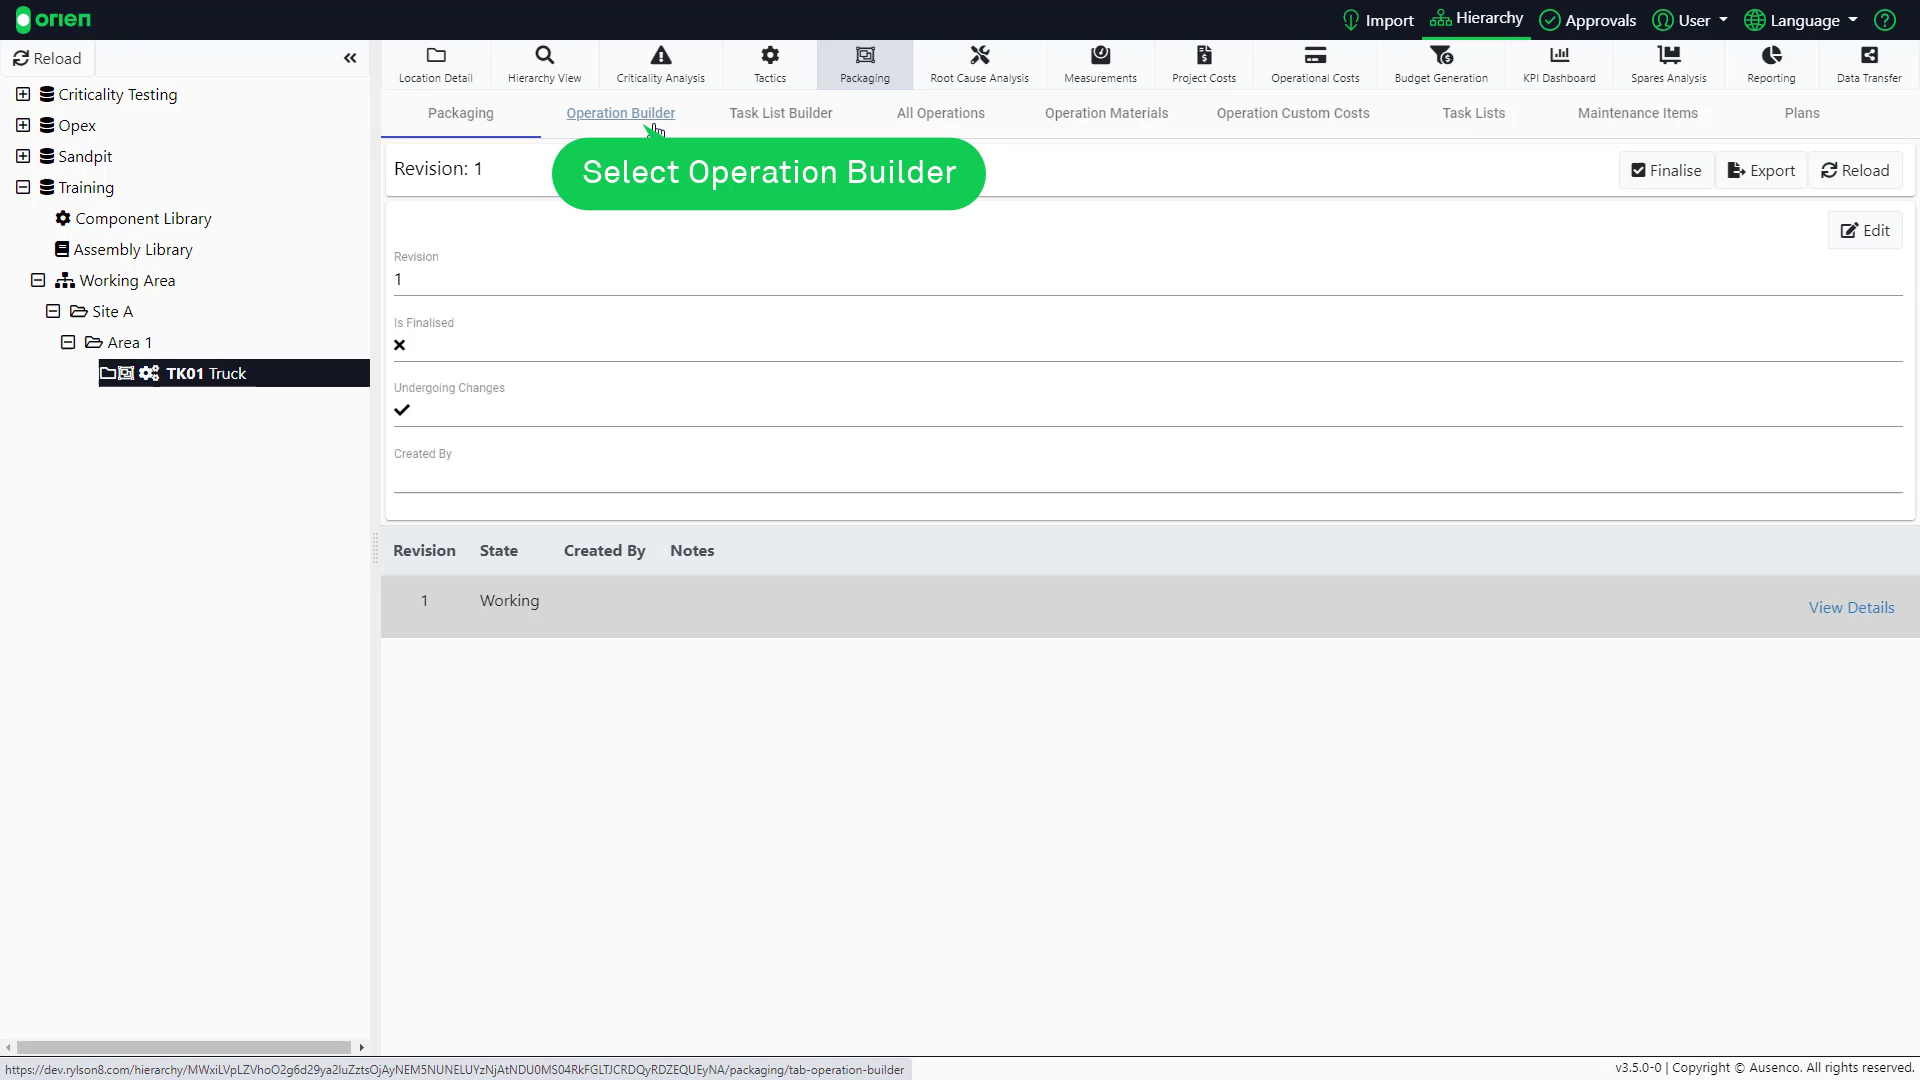 orien
Import
Hierarchy
Approvals
User
Language
Reload
Location Detail
Hierarchy View
Criticality Analysis
Tactics
Packaging
Root Cause Analysis
Measurements
Project Costs
Operational Costs
Budget Generation
KPI Dashboard
Spares Analysis
Reporting
Data Transfer
Criticality Testing
Opex
Sandpit
Training
Component Library
Assembly Library
Working Area
Site A
Area 1
TK01 Truck
Packaging
Operation Builder
Task List Builder
All Operations
Operation Materials
Operation Custom Costs
Task Lists
Maintenance Items
Plans
Select Operation Builder
Revision: 1
Finalise
Export
Reload
Edit
Revision
1
Is Finalised
Undergoing Changes
Created By
Revision State Created By Notes
1 Working
View Details
https://dev.rylson8.com/hierarchy/MWxiLVpLZVhoO2g6d29ya2luZztsOjAyNEM5NUNELUYzNjAtNDU0MS04RkFGLTJCRDQyRDZEQUEyNA/packaging/tab-operation-builder
v3.5.0-0 | Copyright © Ausenco. All rights reserved.